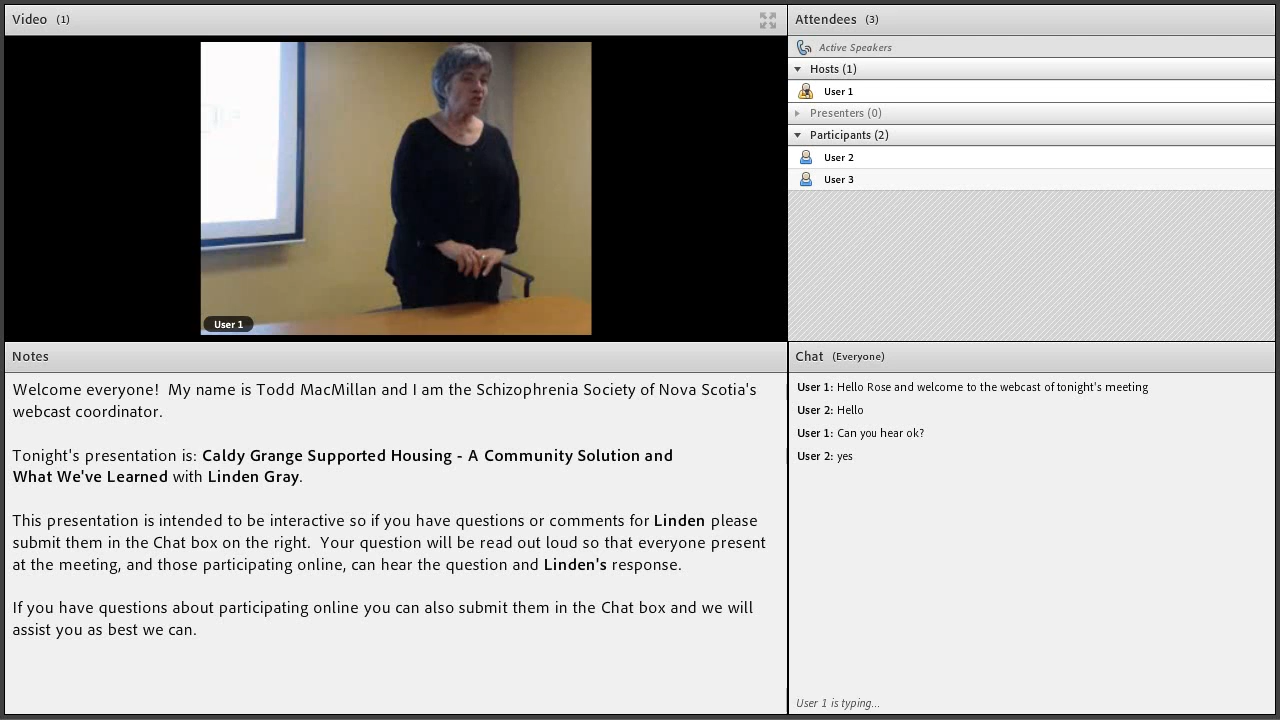 Video (1)
User 1
Attendees (3)
Active Speakers
Hosts (1)
User 1
Presenters (0)
Participants (2)
User 2
User 3
Notes
Welcome everyone!  My name is Todd MacMillan and I am the Schizophrenia Society of Nova Scotia's
webcast coordinator.
Tonight's presentation is: Caldy Grange Supported Housing - A Community Solution and
What We've Learned with Linden Gray.
This presentation is intended to be interactive so if you have questions or comments for Linden please
submit them in the Chat box on the right.  Your question will be read out loud so that everyone present
at the meeting, and those participating online, can hear the question and Linden's response.
If you have questions about participating online you can also submit them in the Chat box and we will
assist you as best we can.
Chat (Everyone)
User 1: Hello Rose and welcome to the webcast of tonight's meeting
User 2: Hello
User 1: Can you hear ok?
User 2: yes
User 1 is typing...